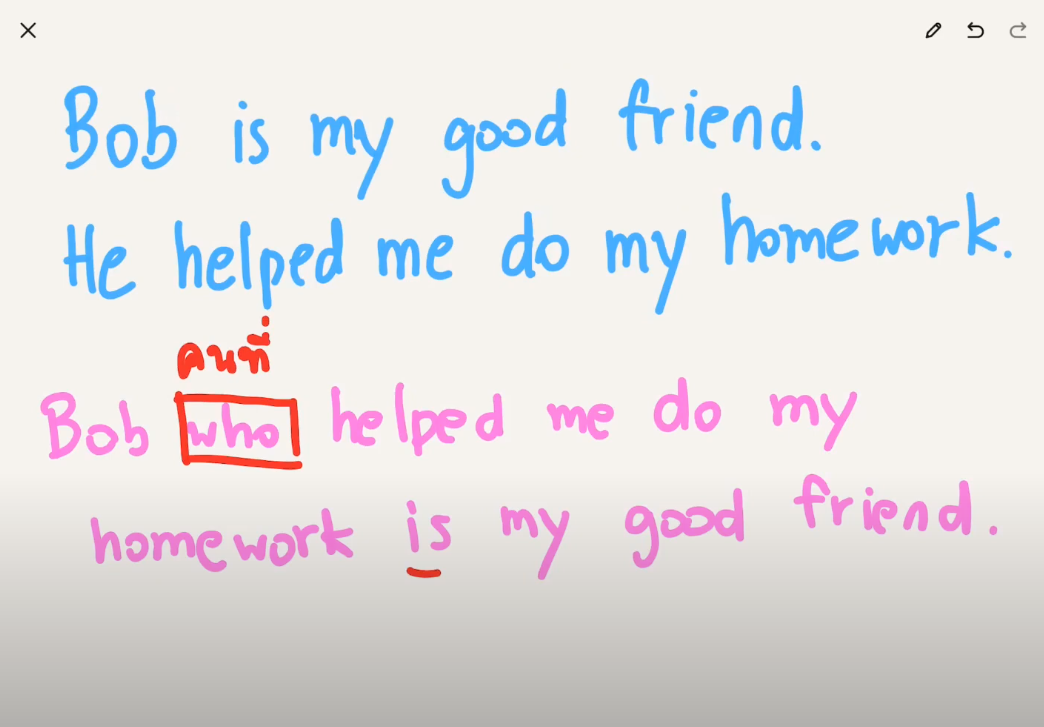 Bob is my good friend.
He helped me do my homework.
คนที่
Bob who helped me do my
homework is my good friend.